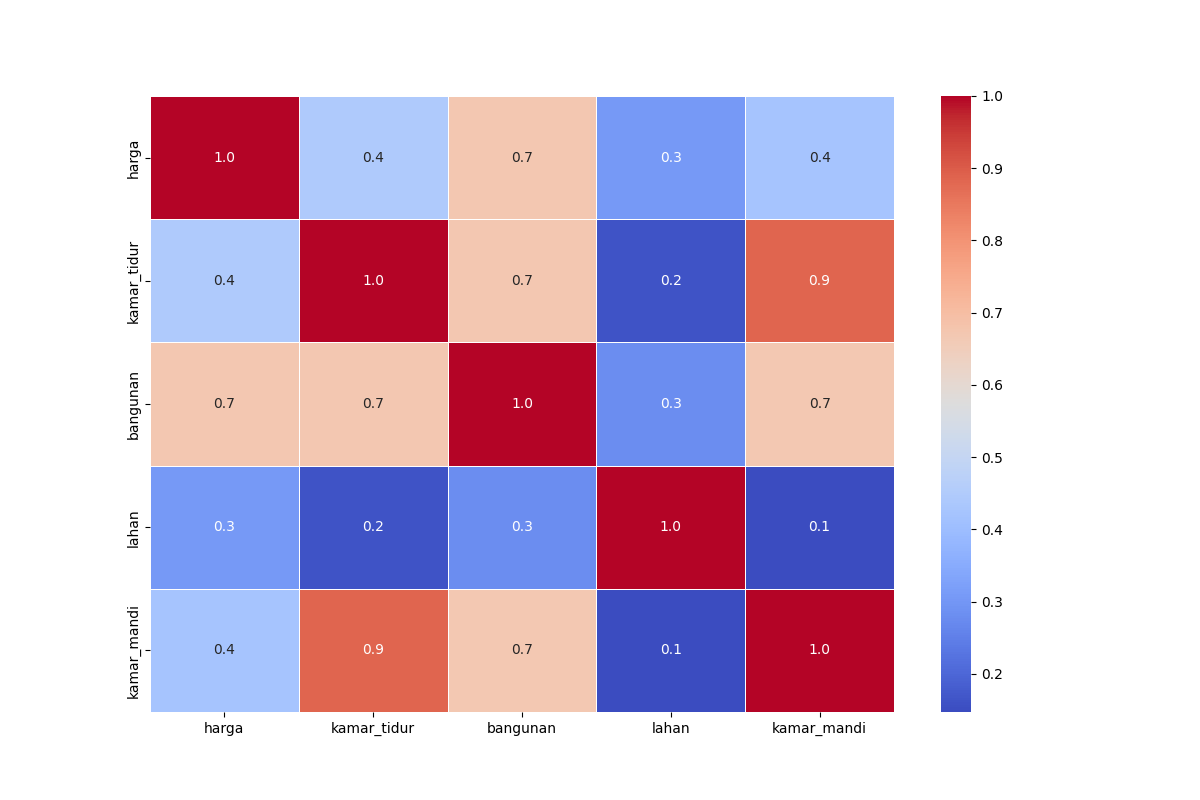 harga 1.0 0.4 0.7 0.3 0.4
kamar_tidur 0.4 1.0 0.7 0.2 0.9
bangunan 0.7 0.7 1.0 0.3 0.7
lahan 0.3 0.2 0.3 1.0 0.1
kamar_mandi 0.4 0.9 0.7 0.1 1.0
harga kamar_tidur bangunan lahan kamar_mandi
1.0
0.9
0.8
0.7
0.6
0.5
0.4
0.3
0.2